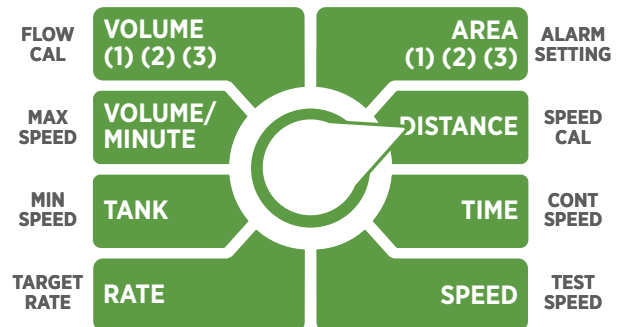 FLOW
CAL
VOLUME
(1) (2) (3)
AREA
(1) (2) (3)
ALARM
SETTING
MAX
SPEED
VOLUME/
MINUTE
DISTANCE
SPEED
CAL
MIN
SPEED
TANK
TIME
CONT
SPEED
TARGET
RATE
RATE
SPEED
TEST
SPEED